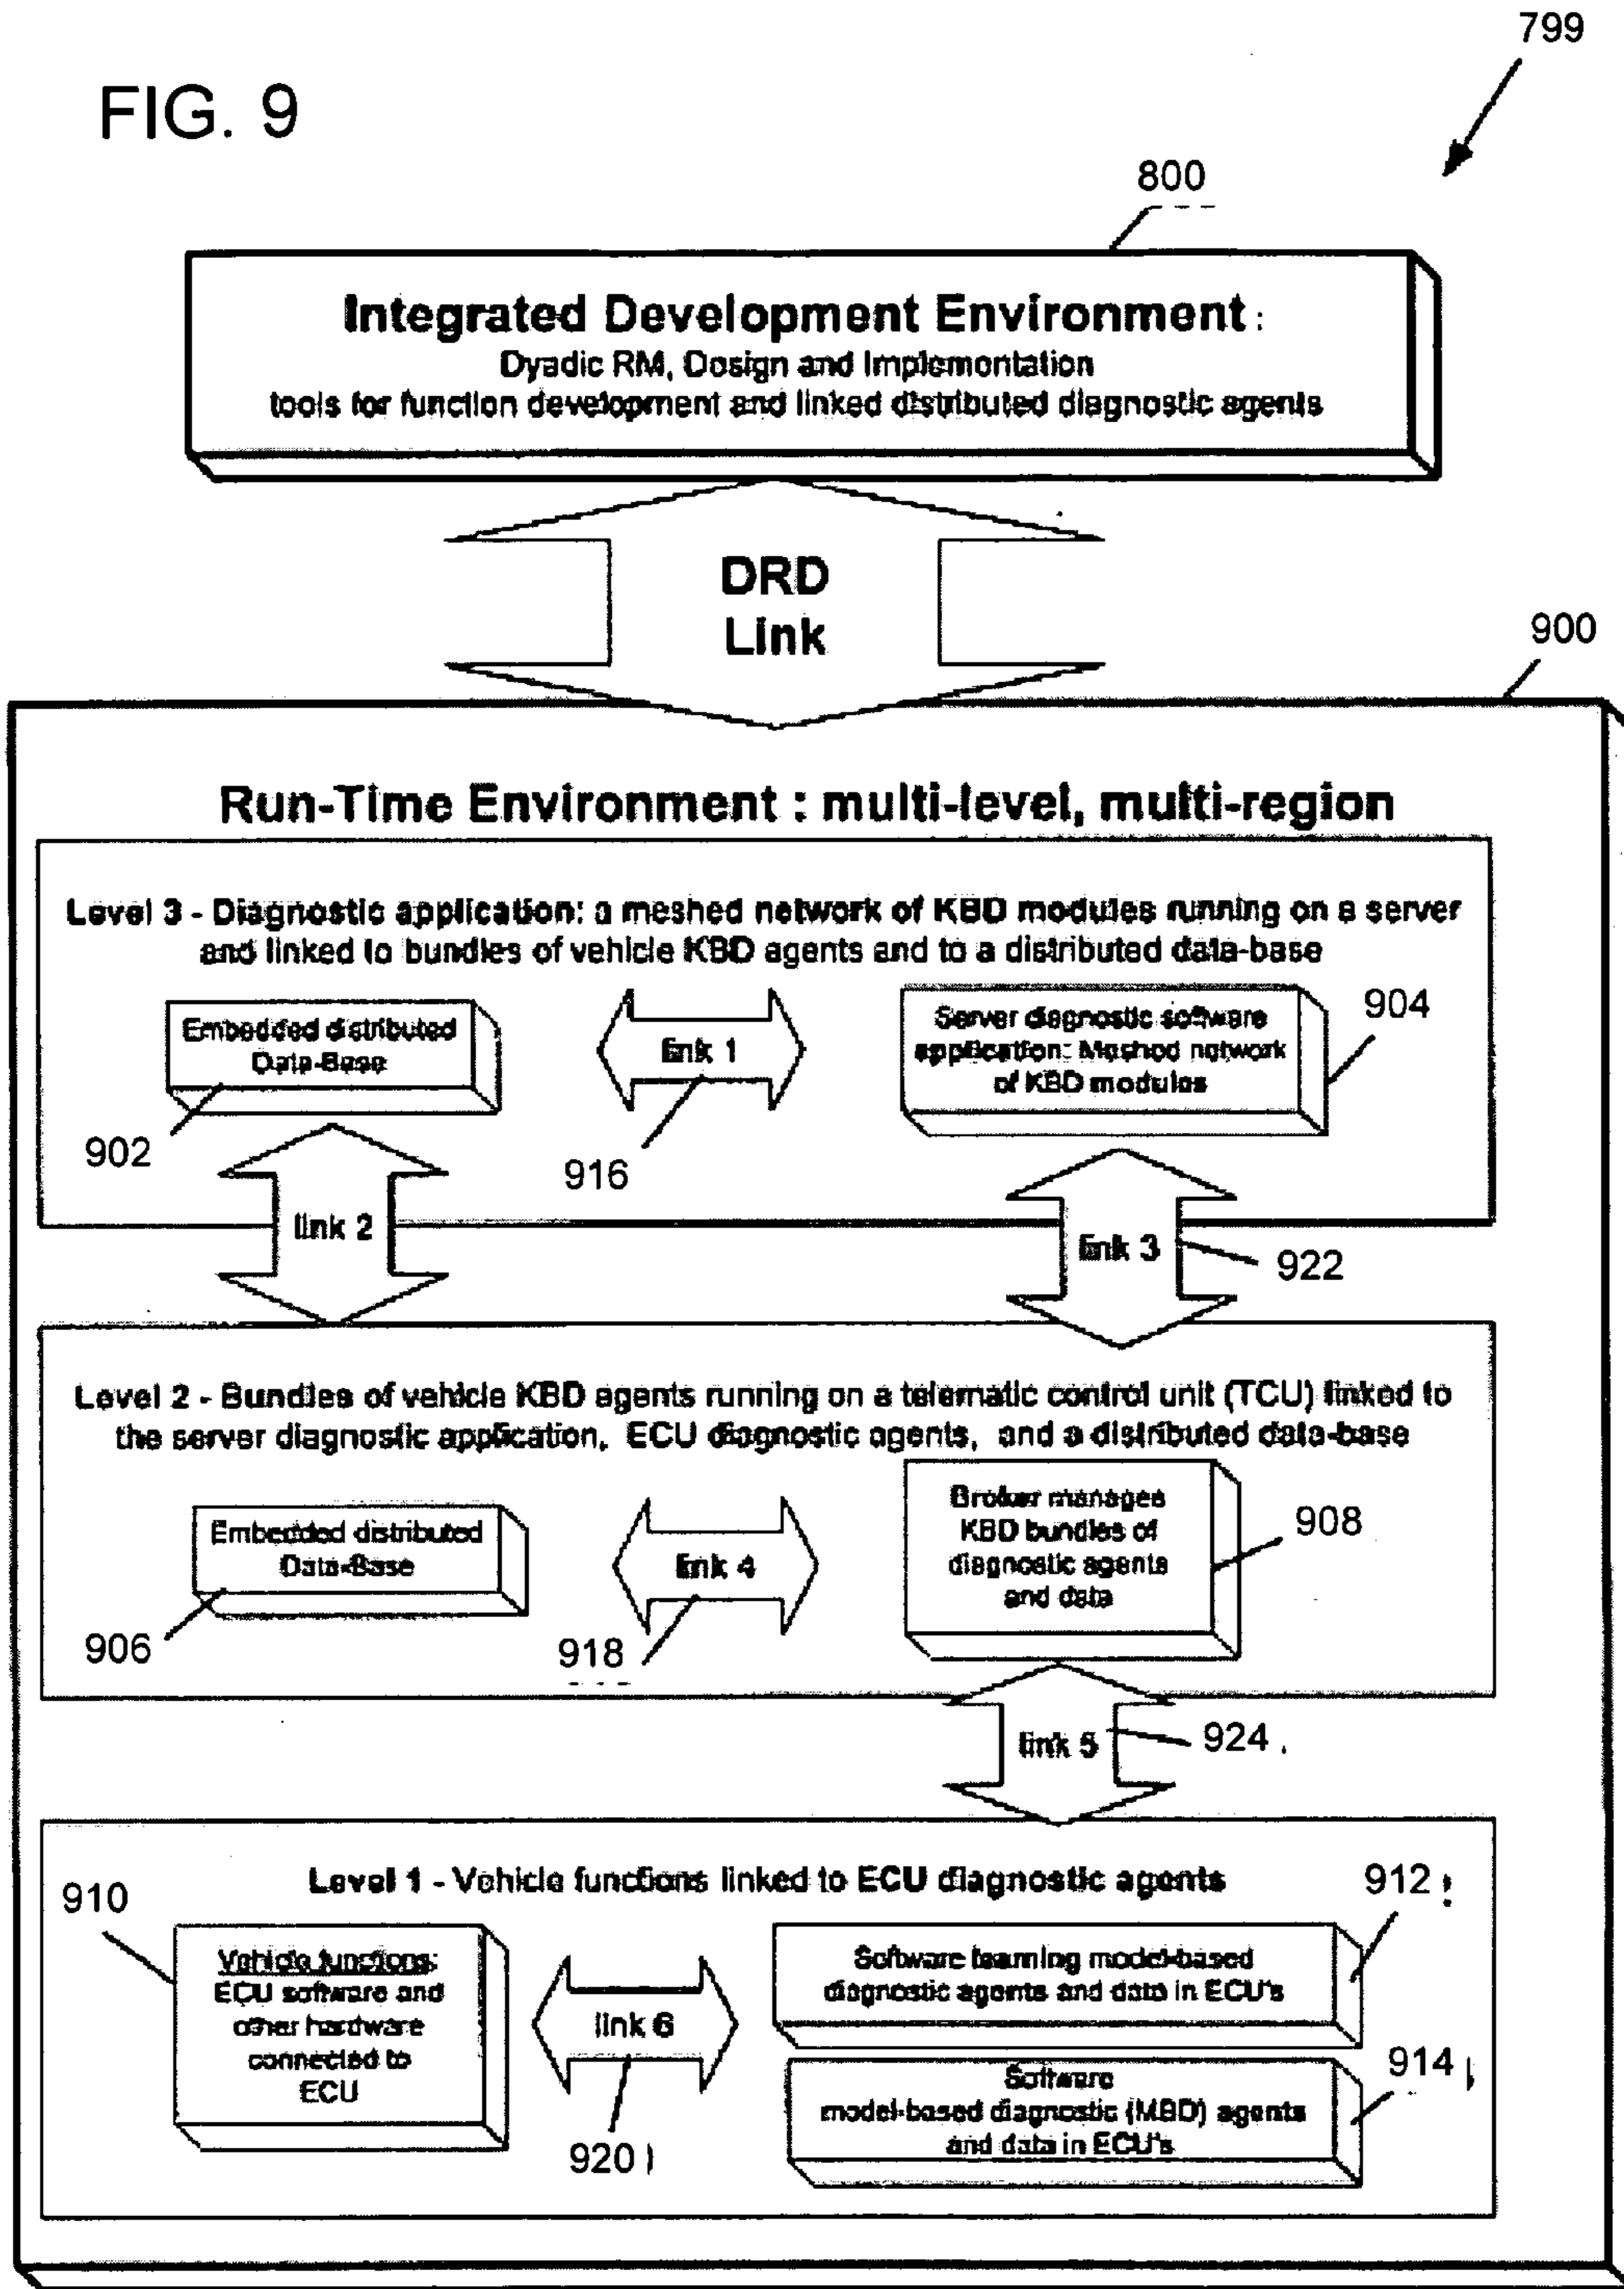 799
FIG. 9
800
Integrated Development Environment :
Dyadic RM, Design and Implementation
tools for function development and linked distributed diagnostic agents
DRD
Link
900
Run-Time Environment : multi-level, multi-region
Level 3 - Diagnostic application: a meshed network of KBD modules running on a server
and linked to bundles of vehicle KBD agents and to a distributed data-base
Embedded distributed
Data-Base
link 1
Server diagnostic software
application: Meshed network
of KBD modules
904
902
916
link 2
link 3
922
Level 2 - Bundles of vehicle KBD agents running on a telematic control unit (TCU) linked to
the server diagnostic application, ECU diagnostic agents, and a distributed data-base
Embedded distributed
Data-Base
link 4
Broker manages
KBD bundles of
diagnostic agents
and data
908
906
918
link 5
924
Level 1 - Vehicle functions linked to ECU diagnostic agents
910
912
Vehicle functions:
ECU software and
other hardware
connected to
ECU
link 6
Software learning model-based
diagnostic agents and data in ECU's
914
Software
model-based diagnostic (MBD) agents
and data in ECU's
920